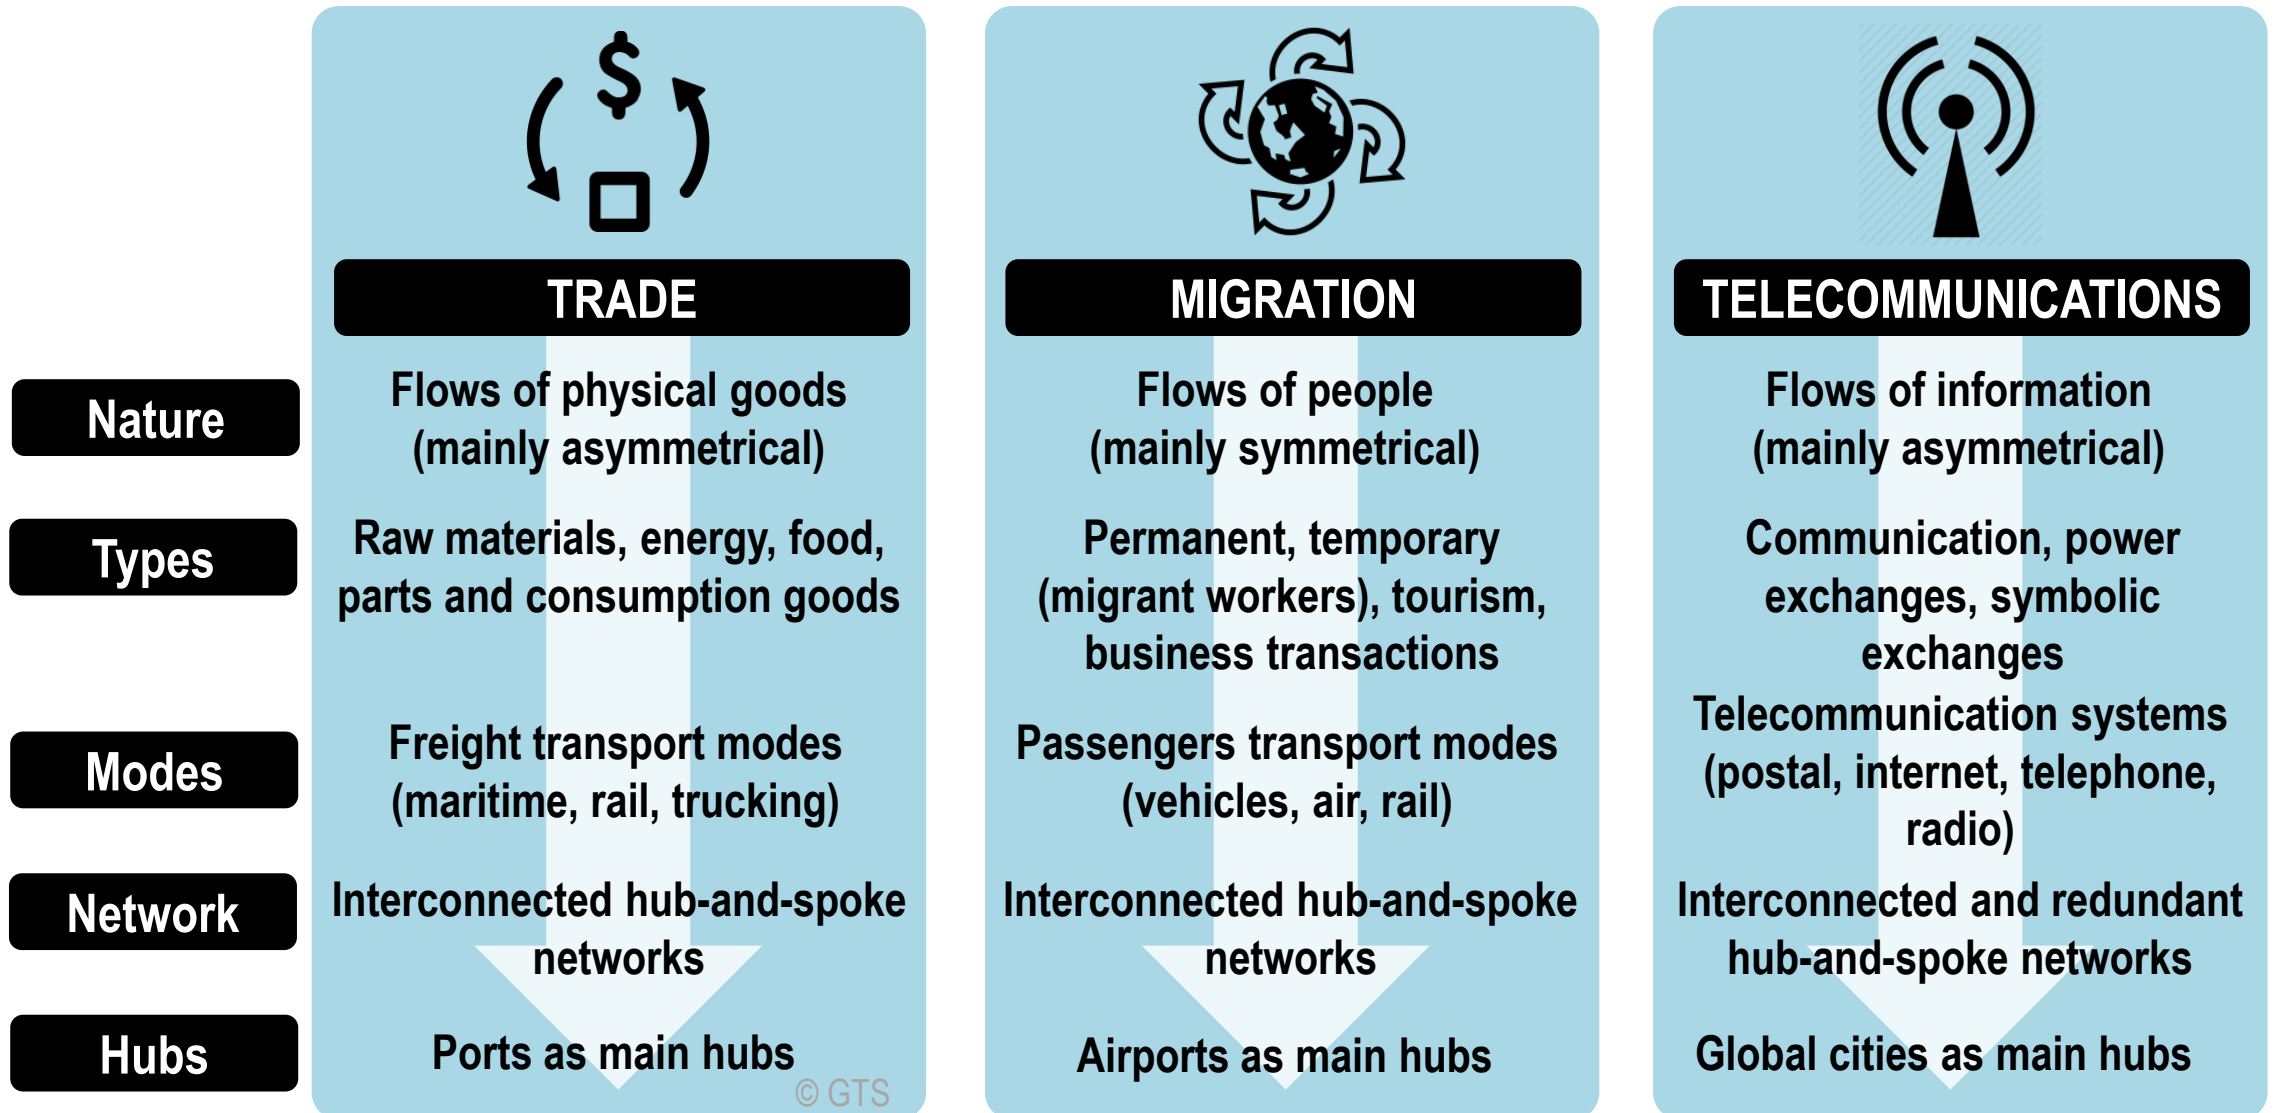 $
TRADE
MIGRATION
TELECOMMUNICATIONS
Nature
Flows of physical goods
(mainly asymmetrical)
Flows of people
(mainly symmetrical)
Flows of information
(mainly asymmetrical)
Types
Raw materials, energy, food,
parts and consumption goods
Permanent, temporary
(migrant workers), tourism,
business transactions
Communication, power
exchanges, symbolic
exchanges
Modes
Freight transport modes
(maritime, rail, trucking)
Passengers transport modes
(vehicles, air, rail)
Telecommunication systems
(postal, internet, telephone,
radio)
Network
Interconnected hub-and-spoke
networks
Interconnected hub-and-spoke
networks
Interconnected and redundant
hub-and-spoke networks
Hubs
Ports as main hubs
Airports as main hubs
Global cities as main hubs
© GTS